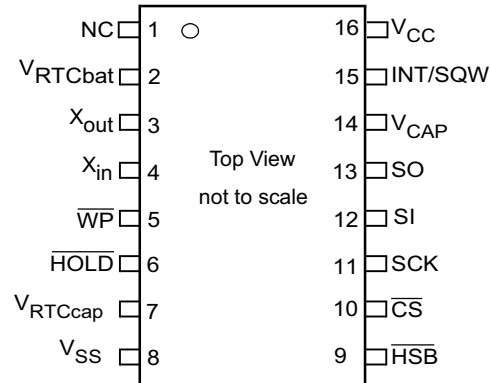 NC 1 16 VCC
VRTCbat 2 15 INT/SQW
Xout 3 14 VCAP
Xin 4 Top View 13 SO
not to scale
WP 5 12 SI
HOLD 6 11 SCK
VRTCcap 7 10 CS
VSS 8 9 HSB